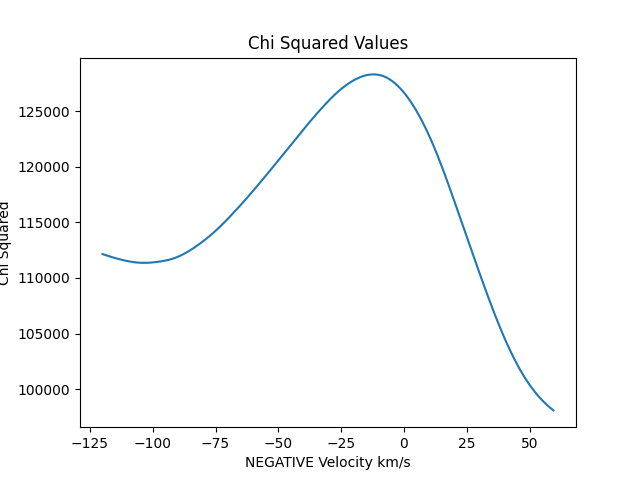 Chi Squared Values
Chi Squared
125000
120000
115000
110000
105000
100000
−125 −100 −75 −50 −25 0 25 50
NEGATIVE Velocity km/s